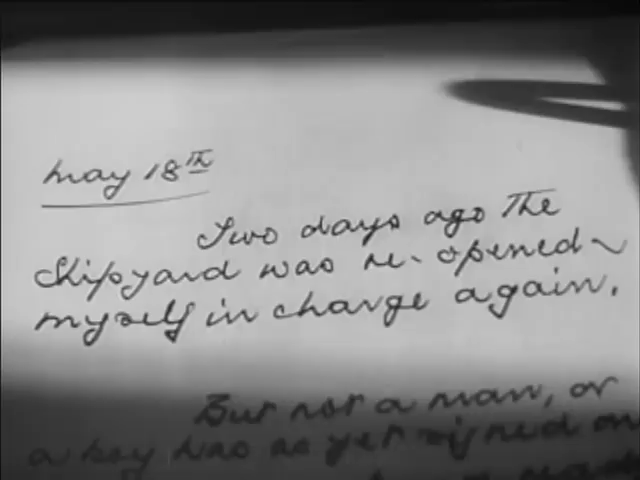 May 18th
Two days ago the
Shipyard was re-opened~
myself in charge again.
But not a man, or
a boy has as yet signed on